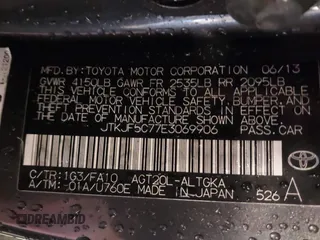 MFD.BY:TOYOTA MOTOR CORPORATION 06/13
GVWR 4150LB GAWR FR 2535LB RR 2095LB
THIS VEHICLE CONFORMS TO ALL APPLICABLE
FEDERAL MOTOR VEHICLE SAFETY, BUMPER, AND
THEFT PREVENTION STANDARDS IN EFFECT ON
THE DATE OF MANUFACTURE SHOWN ABOVE.
JTKJF5C77E3069906 PASS.CAR
C/TR:1G3/FA10 AGT20L-ALTGKA
A/TM: 01A/U760E MADE IN JAPAN 526A
TOYOTA
DREAMBID